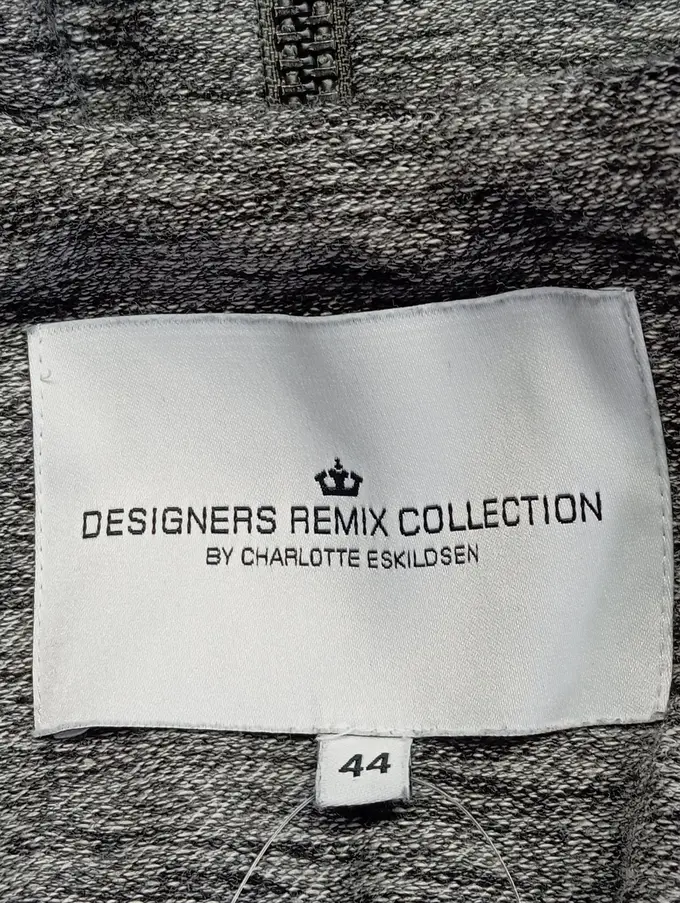 DESIGNERS REMIX COLLECTION
BY CHARLOTTE ESKILDSEN
44